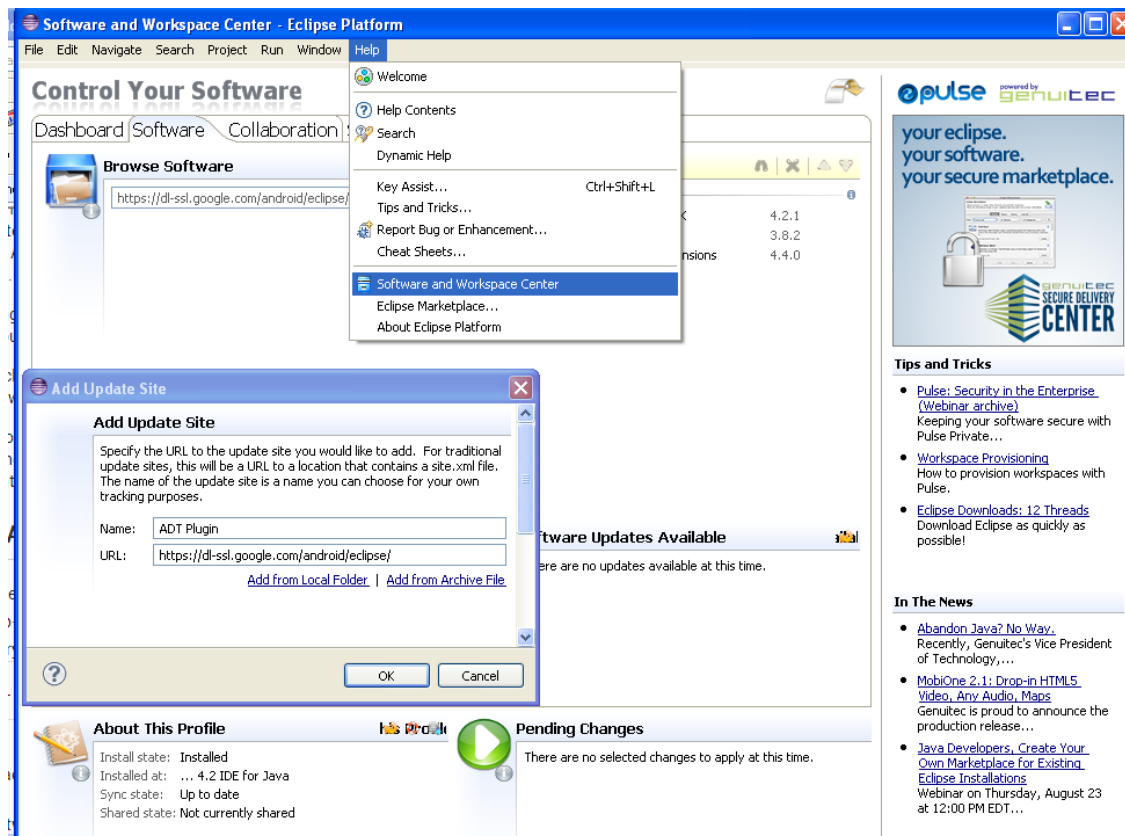 Software and Workspace Center - Eclipse Platform
File Edit Navigate Search Project Run Window Help
Control Your Software
Dashboard Software Collaboration
Browse Software
https://dl-ssl.google.com/android/eclipse/
Welcome
Help Contents
Search
Dynamic Help
Key Assist... Ctrl+Shift+L
Tips and Tricks...
Report Bug or Enhancement...
Cheat Sheets...
Software and Workspace Center
Eclipse Marketplace...
About Eclipse Platform
4.2.1
3.8.2
nsions 4.4.0
Add Update Site
Add Update Site
Specify the URL to the update site you would like to add. For traditional
update sites, this will be a URL to a location that contains a site.xml file.
The name of the update site is a name you can choose for your own
tracking purposes.
Name: ADT Plugin
URL: https://dl-ssl.google.com/android/eclipse/
Add from Local Folder | Add from Archive File
OK Cancel
ftware Updates Available
ere are no updates available at this time.
About This Profile
Install state: Installed
Installed at: ... 4.2 IDE for Java
Sync state: Up to date
Shared state: Not currently shared
Pending Changes
There are no selected changes to apply at this time.
pulse powered by genuitec
your eclipse.
your software.
your secure marketplace.
genuitec
SECURE DELIVERY
CENTER
Tips and Tricks
Pulse: Security in the Enterprise
(Webinar archive)
Keeping your software secure with
Pulse Private...
Workspace Provisioning
How to provision workspaces with
Pulse.
Eclipse Downloads: 12 Threads
Download Eclipse as quickly as
possible!
In The News
Abandon Java? No Way.
Recently, Genuitec's Vice President
of Technology,...
MobiOne 2.1: Drop-in HTML5
Video, Any Audio, Maps
Genuitec is proud to announce the
production release...
Java Developers, Create Your
Own Marketplace for Existing
Eclipse Installations
Webinar on Thursday, August 23
at 12:00 PM EDT...